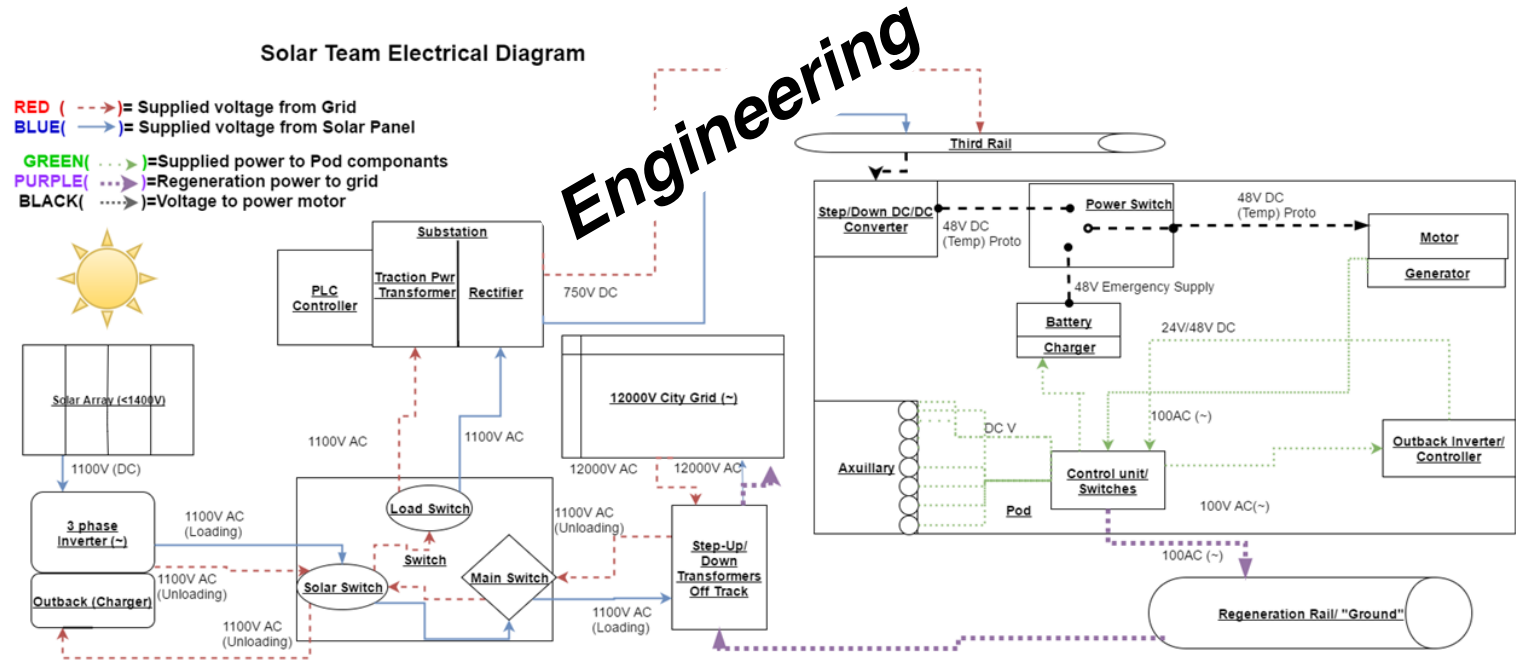 Solar Team Electrical Diagram
Engineering
RED ( )= Supplied voltage from Grid
BLUE( )= Supplied voltage from Solar Panel
GREEN( )=Supplied power to Pod componants
PURPLE( )=Regeneration power to grid
BLACK( )=Voltage to power motor
Third Rail
Substation
PLC
Controller
Traction Pwr
Transformer
Rectifier
750V DC
Step/Down DC/DC
Converter
48V DC
(Temp) Proto
Power Switch
48V DC
(Temp) Proto
Motor
Generator
48V Emergency Supply
Battery
Charger
24V/48V DC
Solar Array (<1400V)
1100V (DC)
1100V AC
1100V AC
12000V City Grid (~)
12000V AC
12000V AC
100AC (~)
DC V
Axuillary
Control unit/
Switches
Pod
Outback Inverter/
Controller
100V AC(~)
100AC (~)
3 phase
Inverter (~)
Outback (Charger)
1100V AC
(Loading)
1100V AC
(Unloading)
1100V AC
(Unloading)
Load Switch
Switch
Solar Switch
Main Switch
1100V AC
(Unloading)
1100V AC
(Loading)
Step-Up/
Down
Transformers
Off Track
Regeneration Rail/ "Ground"